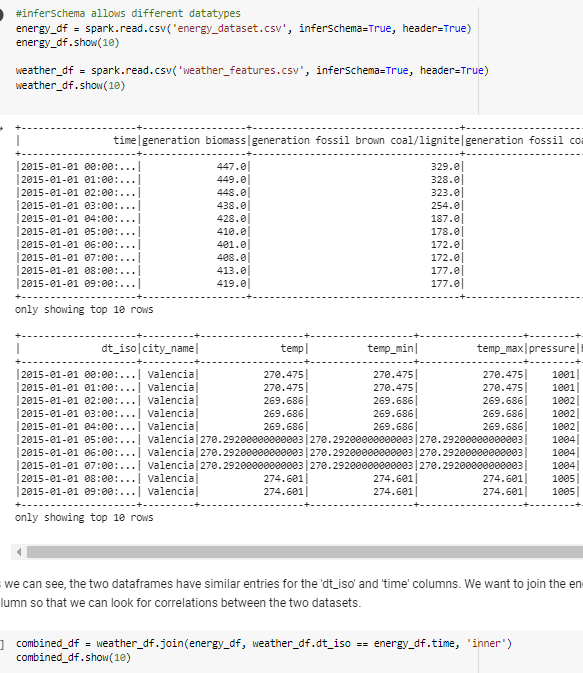 #inferSchema allows different datatypes
energy_df = spark.read.csv('energy_dataset.csv', inferSchema=True, header=True)
energy_df.show(10)
weather_df = spark.read.csv('weather_features.csv', inferSchema=True, header=True)
weather_df.show(10)
| time|generation biomass|generation fossil brown coal/lignite|generation fossil coa
|2015-01-01 00:00:...| 447.0| 329.0|
|2015-01-01 01:00:...| 449.0| 328.0|
|2015-01-01 02:00:...| 448.0| 323.0|
|2015-01-01 03:00:...| 438.0| 254.0|
|2015-01-01 04:00:...| 428.0| 187.0|
|2015-01-01 05:00:...| 410.0| 178.0|
|2015-01-01 06:00:...| 401.0| 172.0|
|2015-01-01 07:00:...| 408.0| 172.0|
|2015-01-01 08:00:...| 413.0| 177.0|
|2015-01-01 09:00:...| 419.0| 177.0|
only showing top 10 rows
| dt_iso|city_name| temp| temp_min| temp_max|pressure|
|2015-01-01 00:00:...| Valencia| 270.475| 270.475| 270.475| 1001|
|2015-01-01 01:00:...| Valencia| 270.475| 270.475| 270.475| 1001|
|2015-01-01 02:00:...| Valencia| 269.686| 269.686| 269.686| 1002|
|2015-01-01 03:00:...| Valencia| 269.686| 269.686| 269.686| 1002|
|2015-01-01 04:00:...| Valencia| 269.686| 269.686| 269.686| 1002|
|2015-01-01 05:00:...| Valencia|270.29200000000003|270.29200000000003|270.29200000000003| 1004|
|2015-01-01 06:00:...| Valencia|270.29200000000003|270.29200000000003|270.29200000000003| 1004|
|2015-01-01 07:00:...| Valencia|270.29200000000003|270.29200000000003|270.29200000000003| 1004|
|2015-01-01 08:00:...| Valencia| 274.601| 274.601| 274.601| 1005|
|2015-01-01 09:00:...| Valencia| 274.601| 274.601| 274.601| 1005|
only showing top 10 rows
s we can see, the two dataframes have similar entries for the 'dt_iso' and 'time' columns. We want to join the en
lumn so that we can look for correlations between the two datasets.
combined_df = weather_df.join(energy_df, weather_df.dt_iso == energy_df.time, 'inner')
combined_df.show(10)